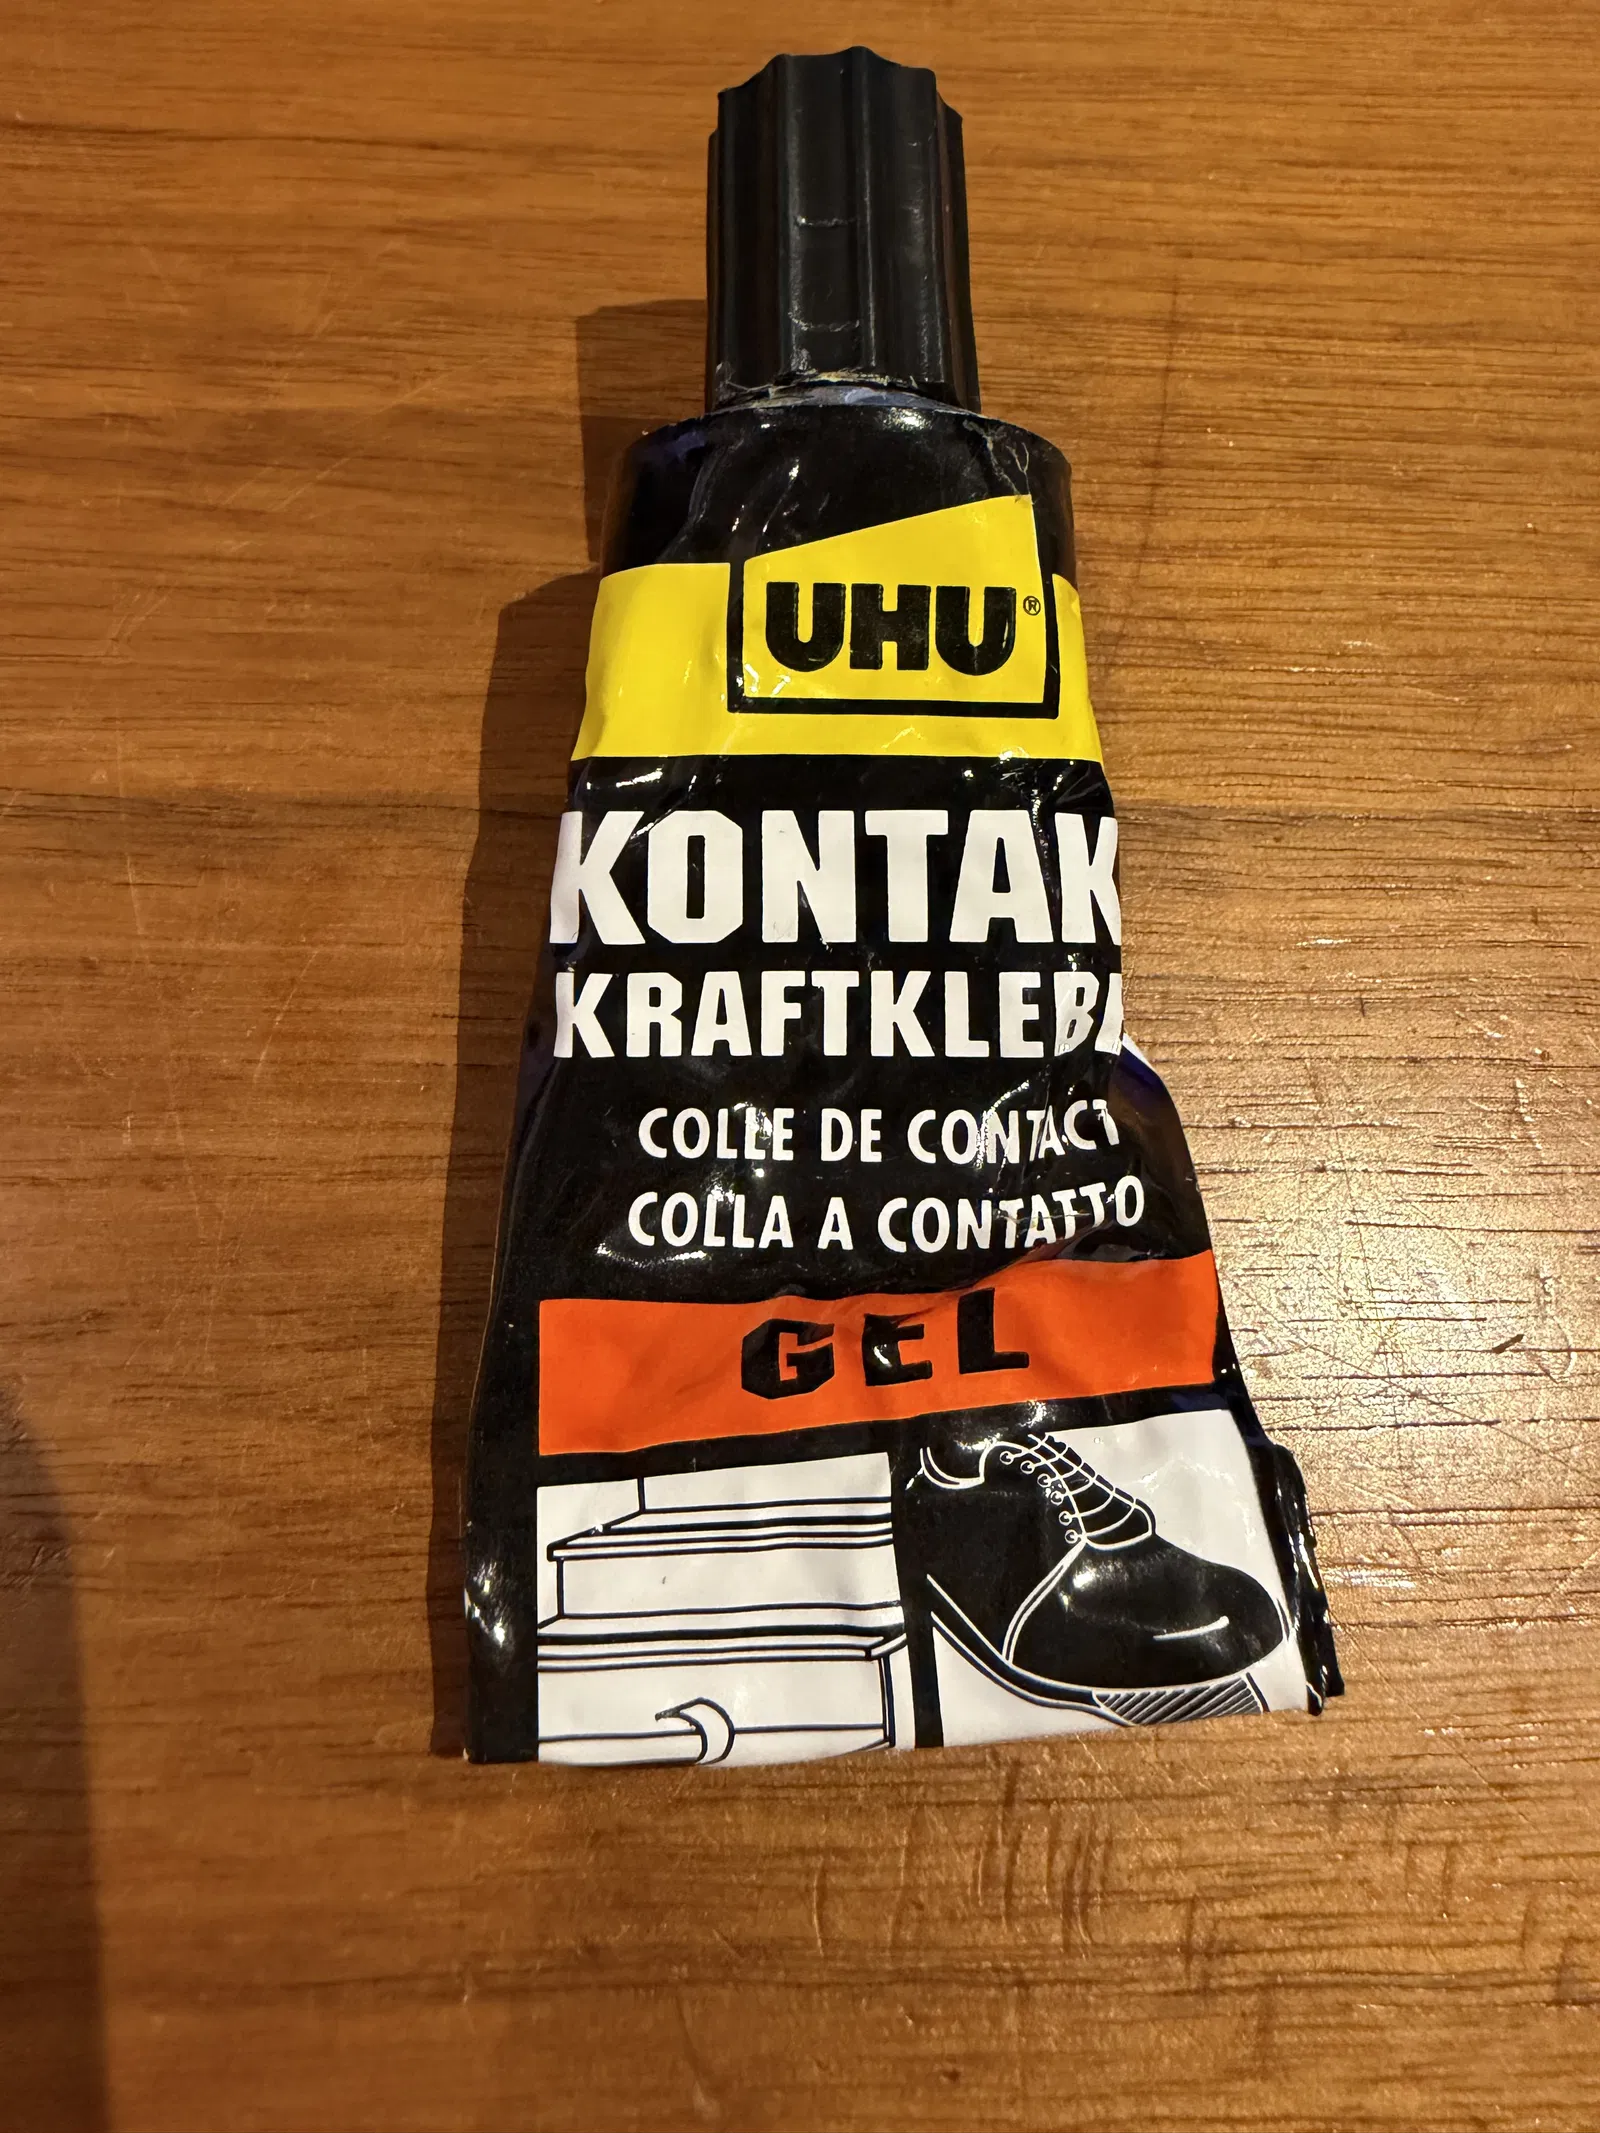 UHU®
KONTAK
KRAFTKLEB
COLLE DE CONTACT
COLLA A CONTATTO
GEL